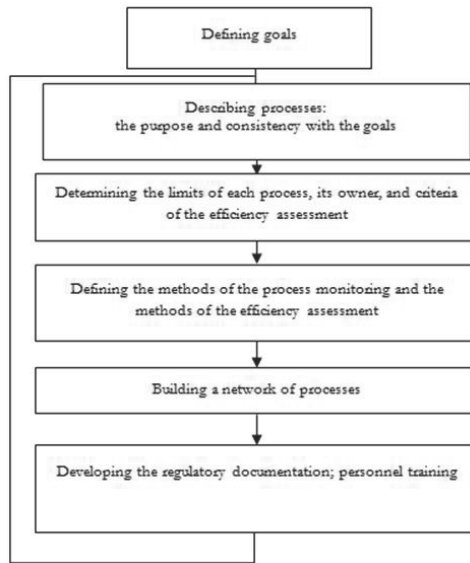 Defining goals
Describing processes:
the purpose and consistency with the goals
Determining the limits of each process, its owner, and criteria
of the efficiency assessment
Defining the methods of the process monitoring and the
methods of the efficiency assessment
Building a network of processes
Developing the regulatory documentation; personnel training